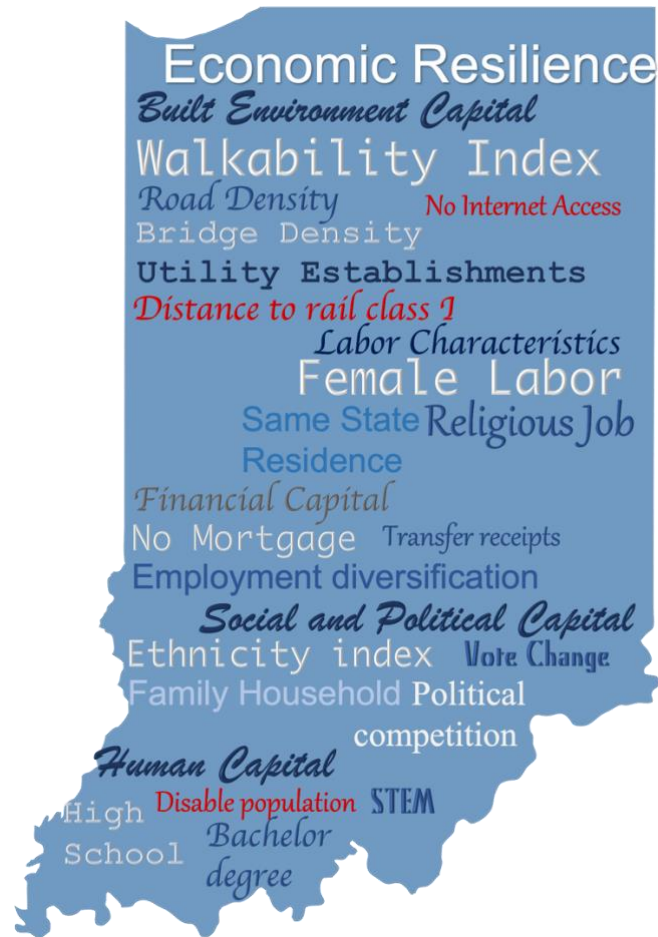 Economic Resilience
Built Environment Capital
Walkability Index
Road Density
No Internet Access
Bridge Density
Utility Establishments
Distance to rail class I
Labor Characteristics
Female Labor
Same State
Residence
Religious Job
Financial Capital
No Mortgage
Transfer receipts
Employment diversification
Social and Political Capital
Ethnicity index
Vote Change
Family Household
Political
competition
Human Capital
High
School
Disable population
STEM
Bachelor
degree